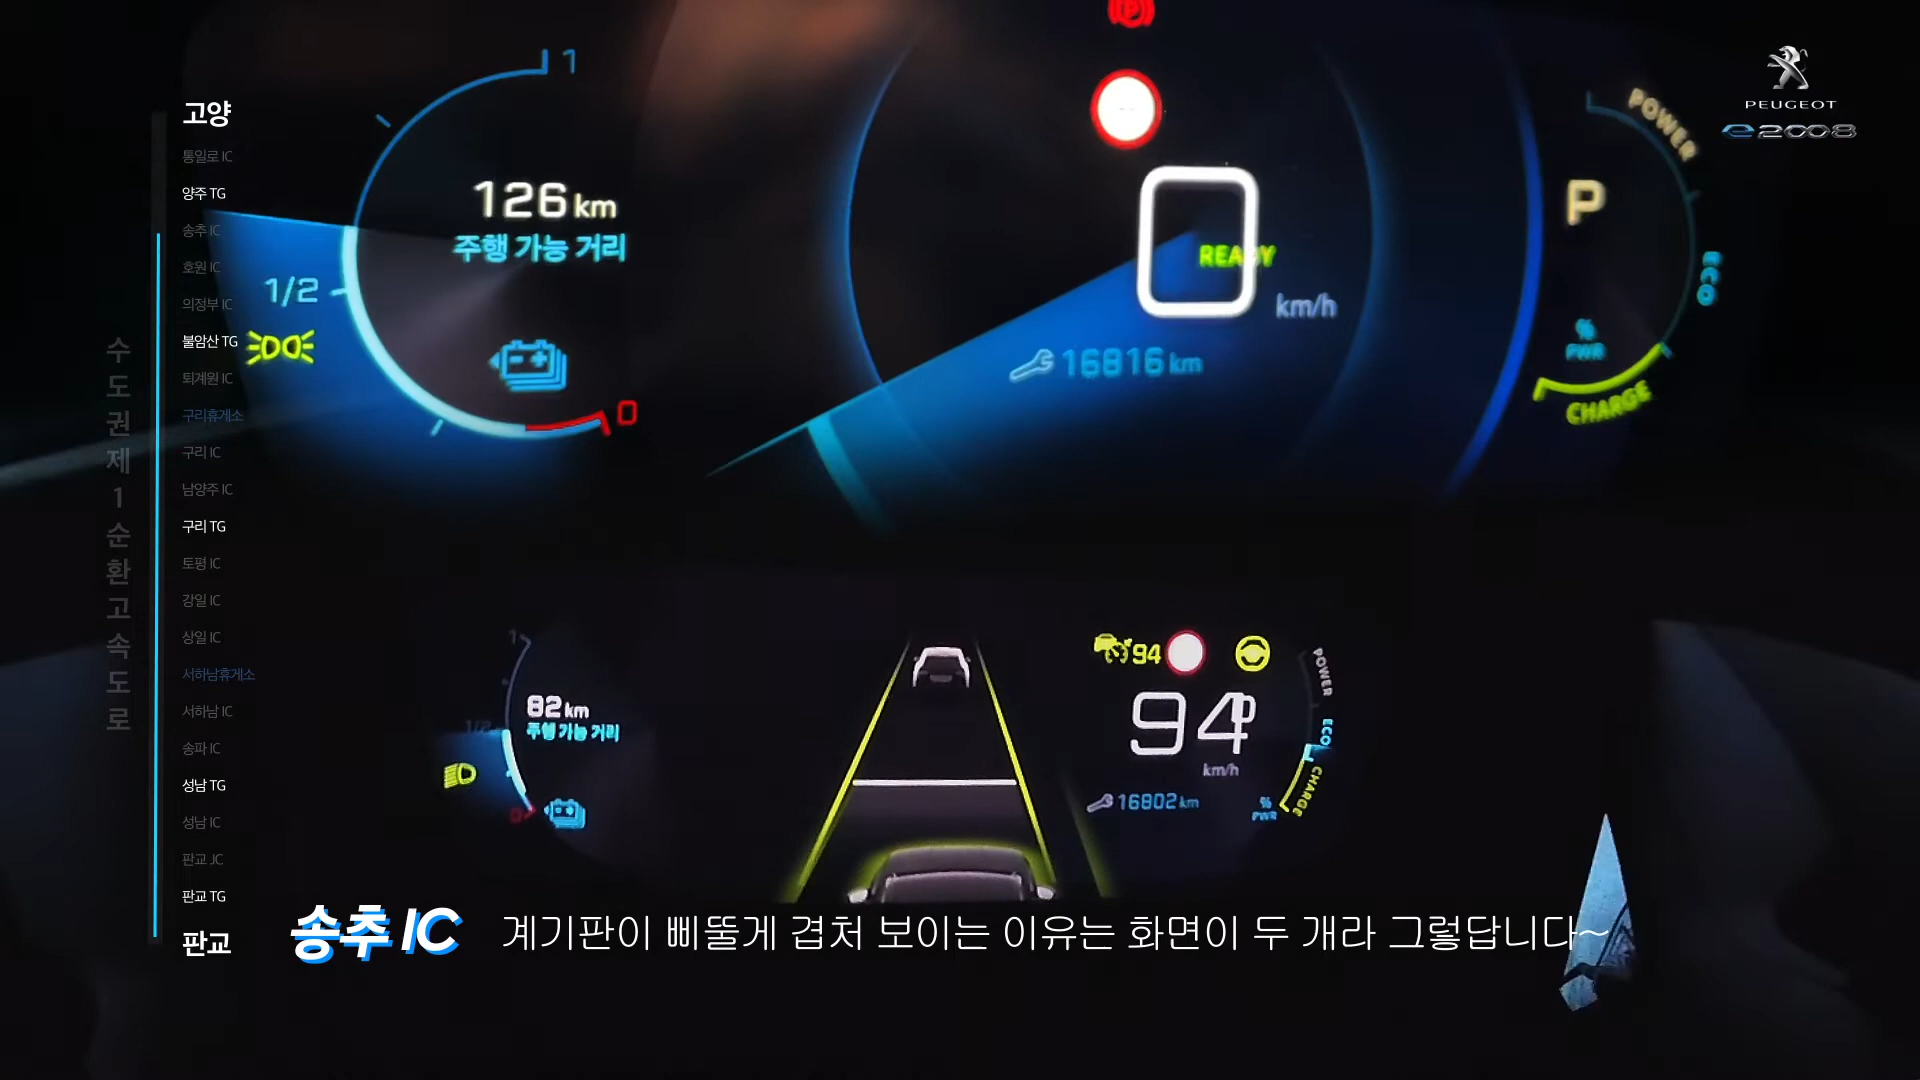 수도권제1순환고속도로
고양
통일로 IC
양주 TG
송추 IC
호원 IC
의정부 IC
불암산 TG
퇴계원 IC
구리휴게소
구리 IC
남양주 IC
구리 TG
토평 IC
강일 IC
상일 IC
서하남휴게소
서하남 IC
송파 IC
성남 TG
성남 IC
판교 JC
판교 TG
판교
1
126 km
주행 가능 거리
1/2
0
P
0
READY
km/h
16816 km
POWER
P
ECO
%
PWR
CHARGE
PEUGEOT
e2008
1
82 km
주행 가능 거리
1/2
0
94
94
P
km/h
16802 km
POWER
ECO
CHARGE
%
PWR
송추 IC
계기판이 삐뚤게 겹처 보이는 이유는 화면이 두 개라 그렇답니다~